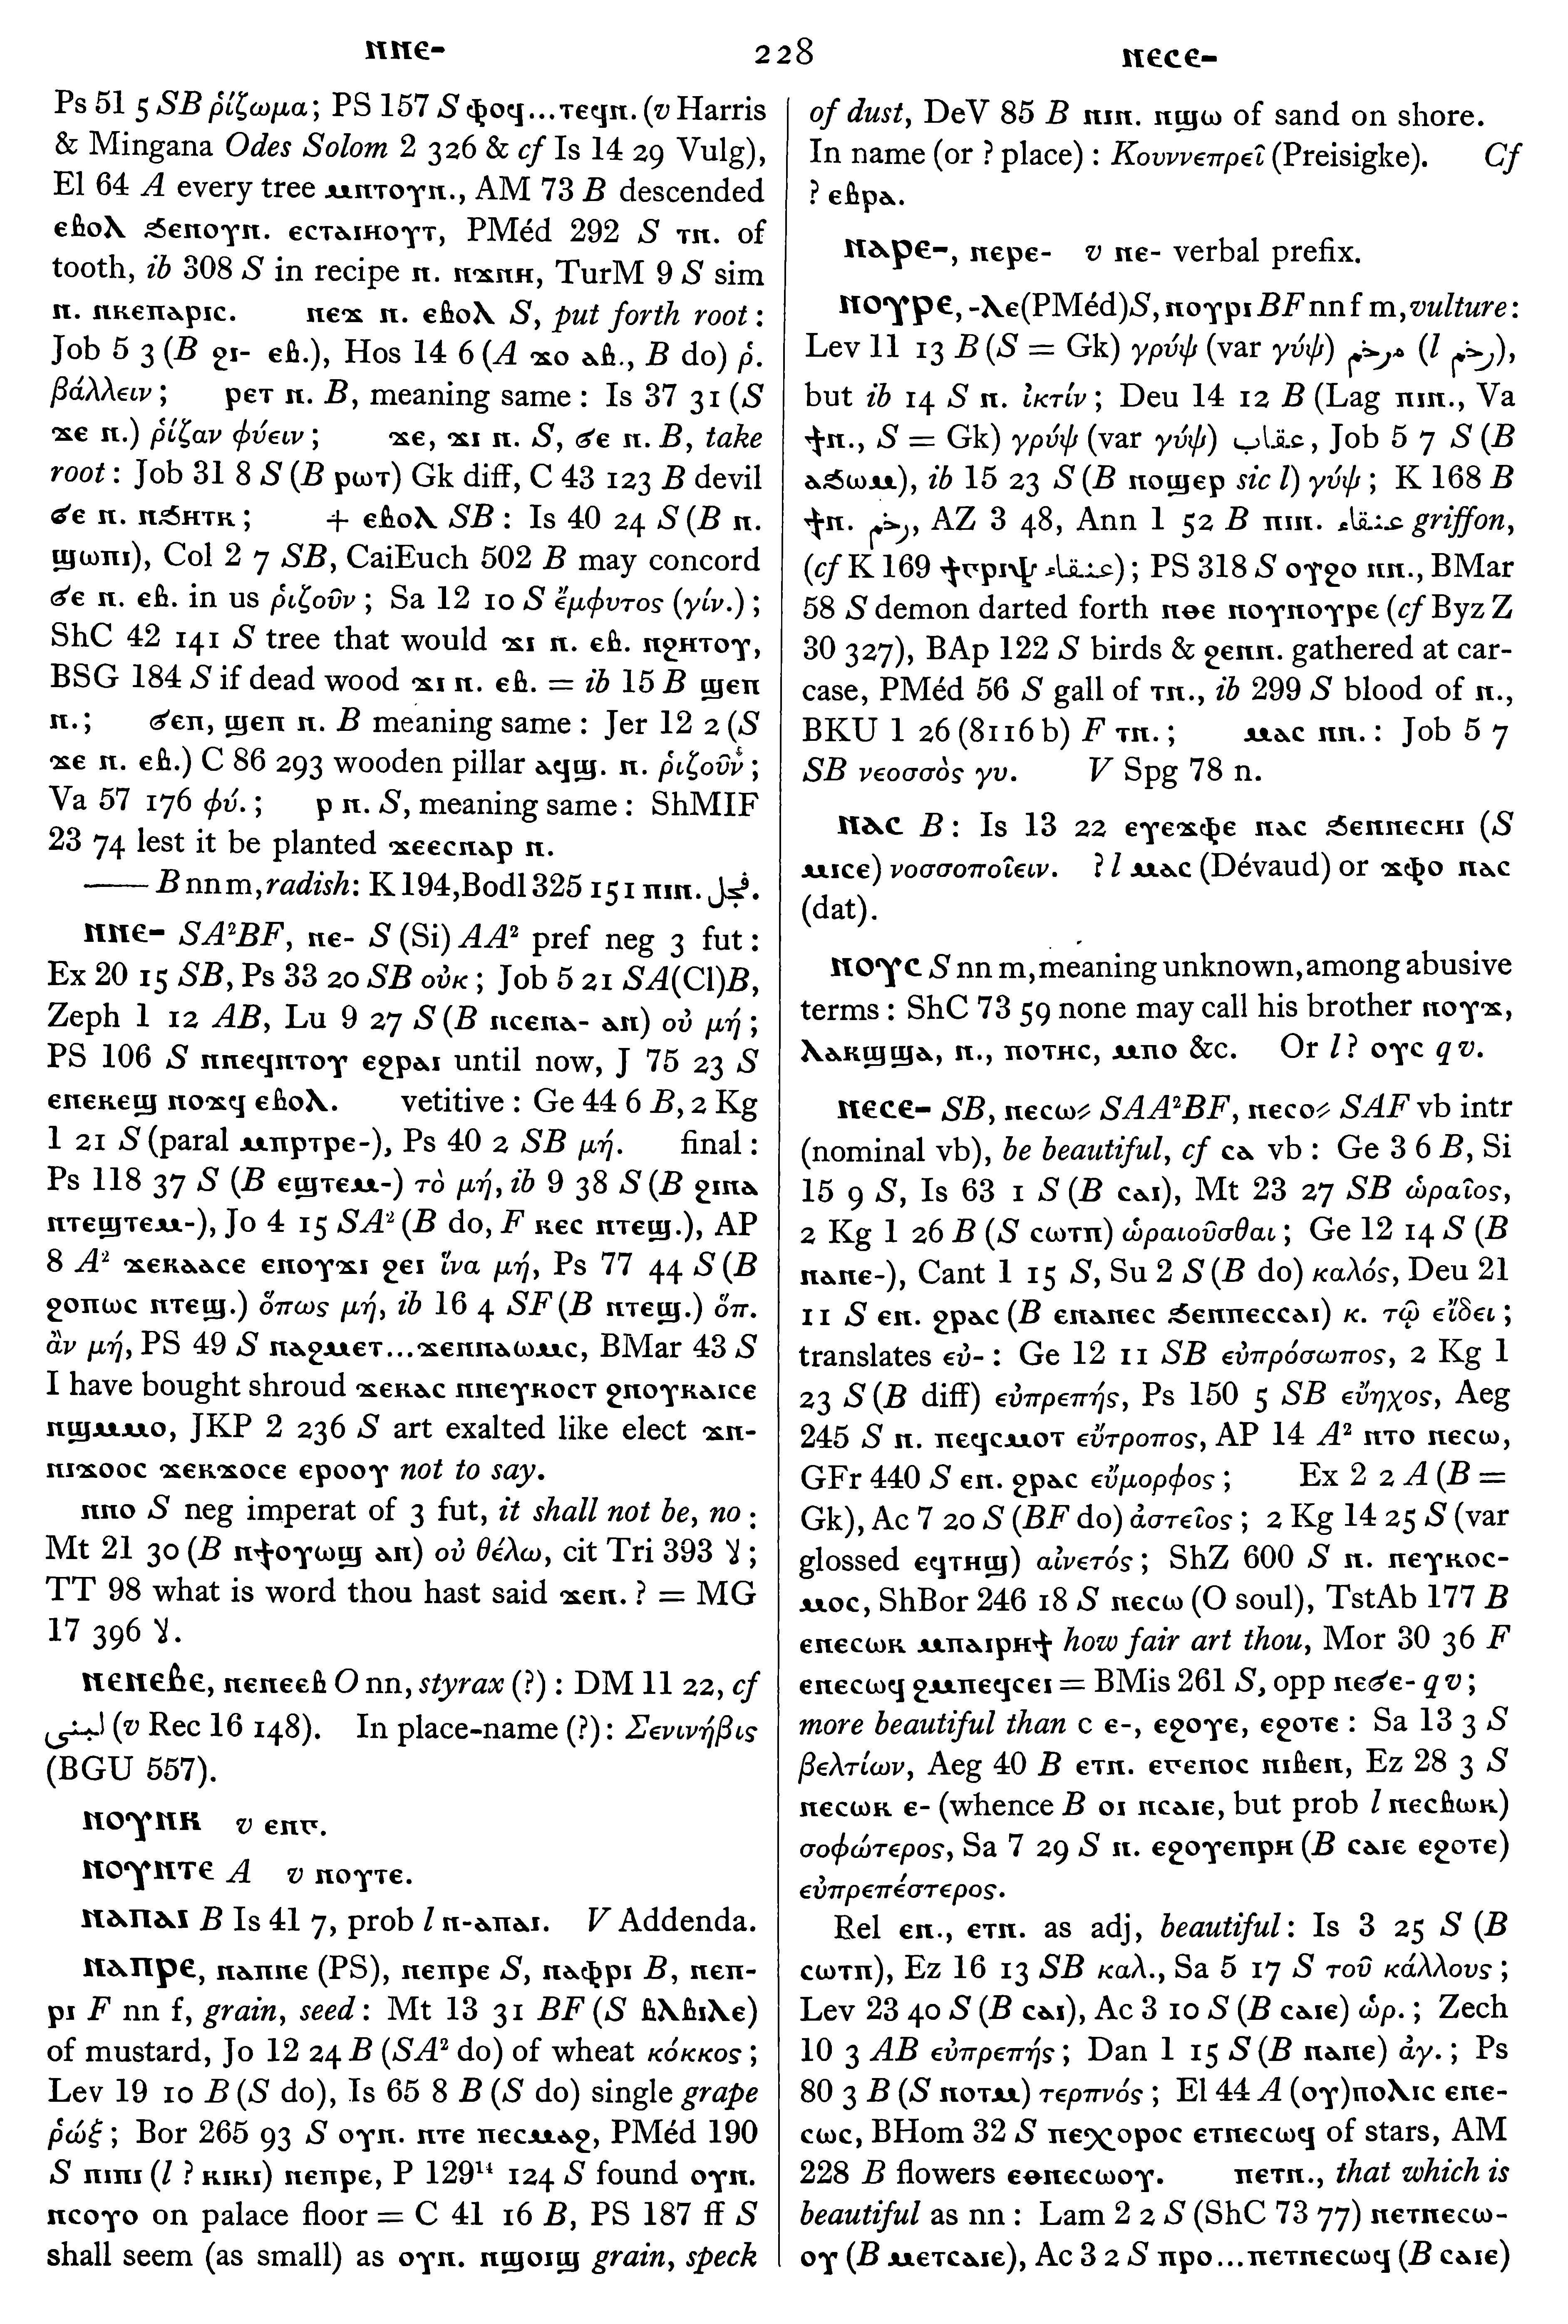 ⲛⲛⲉ- 228 ⲛⲉⲥⲉ-
Ps 51 5 SB ῥίζωμα; PS 157 S ⲫⲟϥ...ⲧⲉϥⲛ. (v Harris
& Mingana Odes Solom 2 326 & cf Is 14 29 Vulg),
El 64 A every tree ⲙⲛⲧⲟⲩⲛ., AM 73 B descended
ⲉⲃⲟⲗ ϧⲉⲛⲟⲩⲛ. ⲉⲥⲧⲁⲓⲏⲟⲩⲧ, PMéd 292 S ⲧⲛ. of
tooth, ib 308 S in recipe ⲛ. ⲛϫⲛⲏ, TurM 9 S sim
ⲛ. ⲛⲕⲉⲡⲁⲣⲓⲥ. ⲛⲉϫ ⲛ. ⲉⲃⲟⲗ S, put forth root:
Job 5 3 (B ϩⲓ- ⲉⲃ.), Hos 14 6 (A ϫⲟ ⲁⲃ., B do) ῥ.
βάλλειν; ⲣⲉⲧ ⲛ. B, meaning same: Is 37 31 (S
ϫⲉ ⲛ.) ῥίζαν φύειν; ϫⲉ, ϫⲓ ⲛ. S, ϭⲉ ⲛ. B, take
root: Job 31 8 S (B ⲣⲱⲧ) Gk diff, C 43 123 B devil
ϭⲉ ⲛ. ⲛϧⲏⲧⲕ; + ⲉⲃⲟⲗ SB: Is 40 24 S (B ⲛ.
ϣⲱⲡⲓ), Col 2 7 SB, CaiEuch 502 B may concord
ϭⲉ ⲛ. ⲉⲃ. in us ῥιζοῦν; Sa 12 10 S ἔμφυτος (γίν.);
ShC 42 141 S tree that would ϫⲓ ⲛ. ⲉⲃ. ⲛϩⲏⲧⲟⲩ,
BSG 184 S if dead wood ϫⲓ ⲛ. ⲉⲃ. = ib 15 B ϣⲉⲡ
ⲛ.; ϭⲉⲡ, ϣⲉⲡ ⲛ. B meaning same: Jer 12 2 (S
ϫⲉ ⲛ. ⲉⲃ.) C 86 293 wooden pillar ⲁϥϣ. ⲛ. ῥιζοῦν;
Va 57 176 φύ.; ⲣ ⲛ. S, meaning same: ShMIF
23 74 lest it be planted ϫⲉⲉⲥⲛⲁⲣ ⲛ.
—— B nn m, radish: K 194, Bodl 325 151 ⲡⲓⲛ. فجل.
ⲛⲛⲉ- SA²BF, ⲛⲉ- S (Si) AA² pref neg 3 fut:
Ex 20 15 SB, Ps 33 20 SB οὐκ; Job 5 21 SA(Cl)B,
Zeph 1 12 AB, Lu 9 27 S (B ⲛⲥⲉⲛⲁ- ⲁⲛ) οὐ μή;
PS 106 S ⲛⲛⲉϥⲛⲧⲟⲩ ⲉϩⲣⲁⲓ until now, J 75 23 S
ⲉⲛⲉⲕⲉϣ ⲛⲟϫϥ ⲉⲃⲟⲗ. vetitive: Ge 44 6 B, 2 Kg
1 21 S (paral ⲙⲡⲣⲧⲣⲉ-), Ps 40 2 SB μή. final:
Ps 118 37 S (B ⲉϣⲧⲉⲙ-) τὸ μή, ib 9 38 S (B ϩⲓⲛⲁ
ⲛⲧⲉϣⲧⲉⲙ-), Jo 4 15 SA² (B do, F ⲕⲉⲥ ⲛⲧⲉϣ.), AP
8 A² ϫⲉⲕⲁⲁⲥⲉ ⲉⲛⲟⲩϫⲓ ϩⲉⲓ ἵνα μή, Ps 77 44 S (B
ϩⲟⲡⲱⲥ ⲛⲧⲉϣ.) ὅπως μή, ib 16 4 SF (B ⲛⲧⲉϣ.) ὅπ.
ἂν μή, PS 49 S ⲛⲁϩⲙⲉⲧ...ϫⲉⲛⲛⲁⲱⲙⲥ, BMar 43 S
I have bought shroud ϫⲉⲕⲁⲥ ⲛⲛⲉⲩⲕⲟⲥⲧ ϩⲛⲟⲩⲕⲁⲓⲥⲉ
ⲛϣⲙⲙⲟ, JKP 2 236 S art exalted like elect ϫⲛ-
ⲛⲓϫⲟⲟⲥ ϫⲉⲕϫⲟⲥⲉ ⲉⲣⲟⲟⲩ not to say.
ⲛⲛⲟ S neg imperat of 3 fut, it shall not be, no:
Mt 21 30 (B ⲛϯⲟⲩⲱϣ ⲁⲛ) οὐ θέλω, cit Tri 393 لا;
TT 98 what is word thou hast said ϫⲉⲛ.? = MG
17 396 لا.
ⲛⲉⲛⲉⲃⲉ, ⲛⲉⲛⲉⲉⲃ O nn, styrax (?): DM 11 22, cf
لبنى (v Rec 16 148). In place-name (?): Σενινήβις
(BGU 557).
ⲛⲟⲩⲛⲕ v ⲉⲛⲅ.
ⲛⲟⲩⲛⲧⲉ A v ⲛⲟⲩⲧⲉ.
ⲛⲁⲡⲁⲓ B Is 41 7, prob l ⲛ-ⲁⲡⲁⲓ. V Addenda.
ⲛⲁⲡⲣⲉ, ⲛⲁⲡⲛⲉ (PS), ⲛⲉⲡⲣⲉ S, ⲛⲁⲫⲣⲓ B, ⲛⲉⲡ-
ⲣⲓ F nn f, grain, seed: Mt 13 31 BF (S ⲃⲗⲃⲓⲗⲉ)
of mustard, Jo 12 24 B (SA² do) of wheat κόκκος;
Lev 19 10 B (S do), Is 65 8 B (S do) single grape
ῥώξ; Bor 265 93 S ⲟⲩⲛ. ⲛⲧⲉ ⲡⲉⲥⲙⲁϩ, PMéd 190
S ⲛⲓⲛⲓ (l ? ⲕⲓⲕⲓ) ⲛⲉⲡⲣⲉ, P 129¹⁴ 124 S found ⲟⲩⲛ.
ⲛⲥⲟⲩⲟ on palace floor = C 41 16 B, PS 187 ff S
shall seem (as small) as ⲟⲩⲛ. ⲛϣⲟⲓϣ grain, speck
of dust, DeV 85 B ⲡⲓⲛ. ⲛϣⲱ of sand on shore.
In name (or ? place): Κουννεπρεῖ (Preisigke). Cf
? ⲉⲃⲣⲁ.
ⲛⲁⲣⲉ-, ⲛⲉⲣⲉ- v ⲛⲉ- verbal prefix.
ⲛⲟⲩⲣⲉ, -ⲗⲉ (PMéd) S, ⲛⲟⲩⲣⲓ BF nn f m, vulture:
Lev 11 13 B (S = Gk) γρύψ (var γύψ) مرخم (l رخم),
but ib 14 S ⲛ. ἰκτίν; Deu 14 12 B (Lag ⲡⲓⲛ., Va
ϯⲛ., S = Gk) γρύψ (var γύψ) عقاب, Job 5 7 S (B
ⲁϧⲱⲙ), ib 15 23 S (B ⲛⲟϣⲉⲣ sic l) γύψ; K 168 B
ϯⲛ. رخم, AZ 3 48, Ann 1 52 B ⲡⲓⲛ. عنقاء griffon,
(cf K 169 ϯⲅⲣⲓⲯ عنقاء); PS 318 S ⲟⲩϩⲟ ⲛⲛ., BMar
58 S demon darted forth ⲛⲑⲉ ⲛⲟⲩⲛⲟⲩⲣⲉ (cf Byz Z
30 327), BAp 122 S birds & ϩⲉⲛⲛ. gathered at car-
case, PMéd 56 S gall of ⲧⲛ., ib 299 S blood of ⲛ.,
BKU 1 26 (8116 b) F ⲧⲛ.; ⲙⲁⲥ ⲛⲛ.: Job 5 7
SB νεοσσὸς γυ. V Spg 78 n.
ⲛⲁⲥ B: Is 13 22 ⲉⲩⲉϫⲫⲉ ⲛⲁⲥ ϧⲉⲛⲛⲉⲥⲏⲓ (S
ⲙⲓⲥⲉ) νοσσοποιεῖν. ? l ⲙⲁⲥ (Dévaud) or ϫⲫⲟ ⲛⲁⲥ
(dat).
ⲛⲟⲩⲥ S nn m, meaning unknown, among abusive
terms: ShC 73 59 none may call his brother ⲛⲟⲩϫ,
ⲗⲁⲕϣϣⲁ, ⲛ., ⲡⲟⲧⲏⲥ, ⲙⲡⲟ &c. Or l? ⲟⲩⲥ q v.
ⲛⲉⲥⲉ- SB, ⲛⲉⲥⲱ⸗ SAA²BF, ⲛⲉⲥⲟ⸗ SAF vb intr
(nominal vb), be beautiful, cf ⲥⲁ vb: Ge 3 6 B, Si
15 9 S, Is 63 1 S (B ⲥⲁⲓ), Mt 23 27 SB ὡραῖος,
2 Kg 1 26 B (S ⲥⲱⲧⲡ) ὡραιοῦσθαι; Ge 12 14 S (B
ⲛⲁⲛⲉ-), Cant 1 15 S, Su 2 S (B do) καλός, Deu 21
11 S ⲉⲛ. ϩⲣⲁⲥ (B ⲉⲛⲁⲛⲉⲥ ϧⲉⲛⲡⲉⲥⲥⲁⲓ) κ. τῷ εἴδει;
translates εὐ-: Ge 12 11 SB εὐπρόσωπος, 2 Kg 1
23 S (B diff) εὐπρεπής, Ps 150 5 SB εὔηχος, Aeg
245 S ⲛ. ⲡⲉϥⲥⲙⲟⲧ εὔτροπος, AP 14 A² ⲛⲧⲟ ⲛⲉⲥⲱ,
GFr 440 S ⲉⲛ. ϩⲣⲁⲥ εὔμορφος; Ex 2 2 A (B =
Gk), Ac 7 20 S (BF do) ἀστεῖος; 2 Kg 14 25 S (var
glossed ⲉϥⲧⲏϣ) αἰνετός; ShZ 600 S ⲛ. ⲡⲉⲩⲕⲟⲥ-
ⲙⲟⲥ, ShBor 246 18 S ⲛⲉⲥⲱ (O soul), TstAb 177 B
ⲉⲛⲉⲥⲱⲕ ⲙⲡⲁⲓⲣⲏϯ how fair art thou, Mor 30 36 F
ⲉⲛⲉⲥⲱϥ ϩⲙⲡⲉϥⲥⲉⲓ = BMis 261 S, opp ⲛⲉϭⲉ- q v;
more beautiful than c ⲉ-, ⲉϩⲟⲩⲉ, ⲉϩⲟⲧⲉ: Sa 13 3 S
βελτίων, Aeg 40 B ⲉⲧⲛ. ⲉⲅⲉⲛⲟⲥ ⲛⲓⲃⲉⲛ, Ez 28 3 S
ⲛⲉⲥⲱⲕ ⲉ- (whence B ⲟⲓ ⲛⲥⲁⲓⲉ, but prob l ⲛⲉⲥⲃⲱⲕ)
σοφώτερος, Sa 7 29 S ⲛ. ⲉϩⲟⲩⲉⲡⲣⲏ (B ⲥⲁⲓⲉ ⲉϩⲟⲧⲉ)
εὐπρεπέστερος.
Rel ⲉⲛ., ⲉⲧⲛ. as adj, beautiful: Is 3 25 S (B
ⲥⲱⲧⲡ), Ez 16 13 SB καλ., Sa 5 17 S τοῦ κάλλους;
Lev 23 40 S (B ⲥⲁⲓ), Ac 3 10 S (B ⲥⲁⲓⲉ) ὡρ.; Zech
10 3 AB εὐπρεπής; Dan 1 15 S (B ⲛⲁⲛⲉ) ἀγ.; Ps
80 3 B (S ⲛⲟⲧⲙ) τερπνός; El 44 A (ⲟⲩ)ⲡⲟⲗⲓⲥ ⲉⲛⲉ-
ⲥⲱⲥ, BHom 32 S ⲡⲉⲭⲟⲣⲟⲥ ⲉⲧⲛⲉⲥⲱϥ of stars, AM
228 B flowers ⲉⲑⲛⲉⲥⲱⲟⲩ. ⲡⲉⲧⲛ., that which is
beautiful as nn: Lam 2 2 S (ShC 73 77) ⲛⲉⲧⲛⲉⲥⲱ-
ⲟⲩ (B ⲙⲉⲧⲥⲁⲓⲉ), Ac 3 2 S ⲡⲣⲟ...ⲡⲉⲧⲛⲉⲥⲱϥ (B ⲥⲁⲓⲉ)